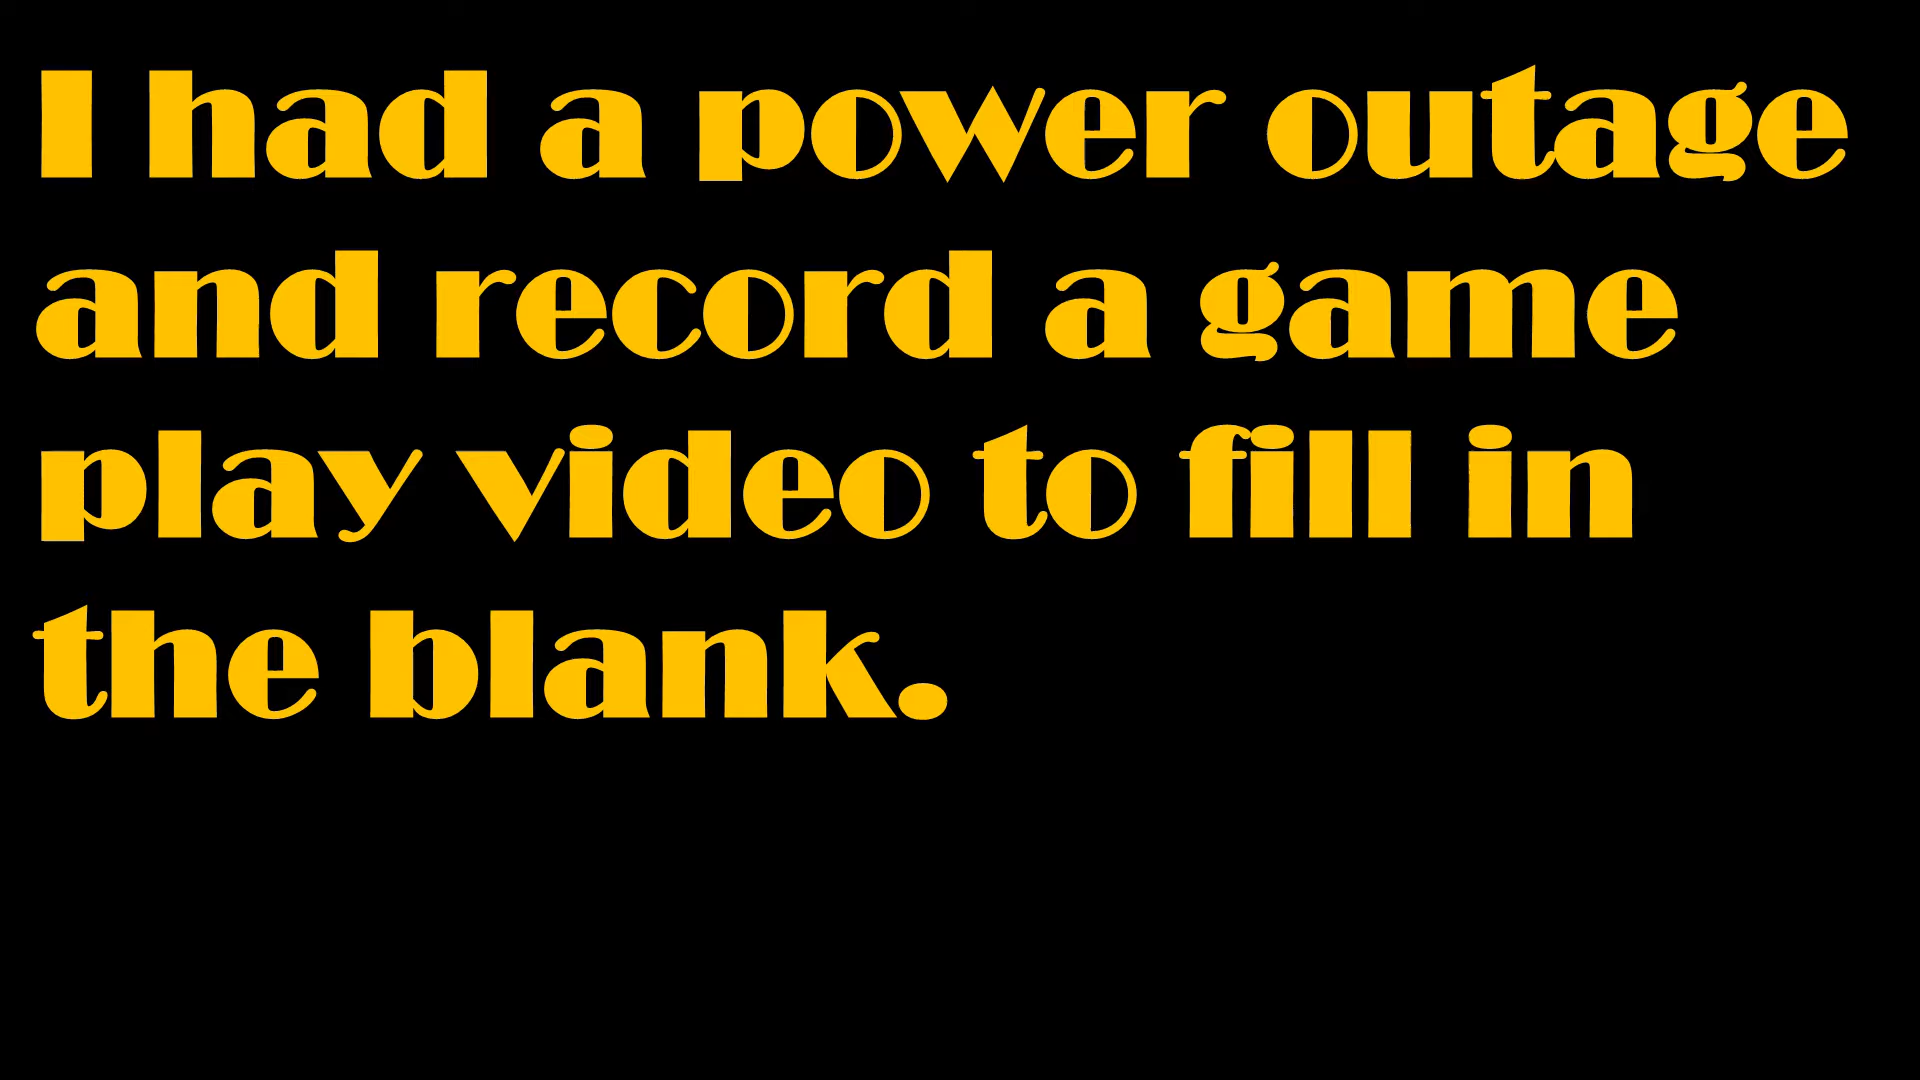 I had a power outage
and record a game
play video to fill in
the blank.